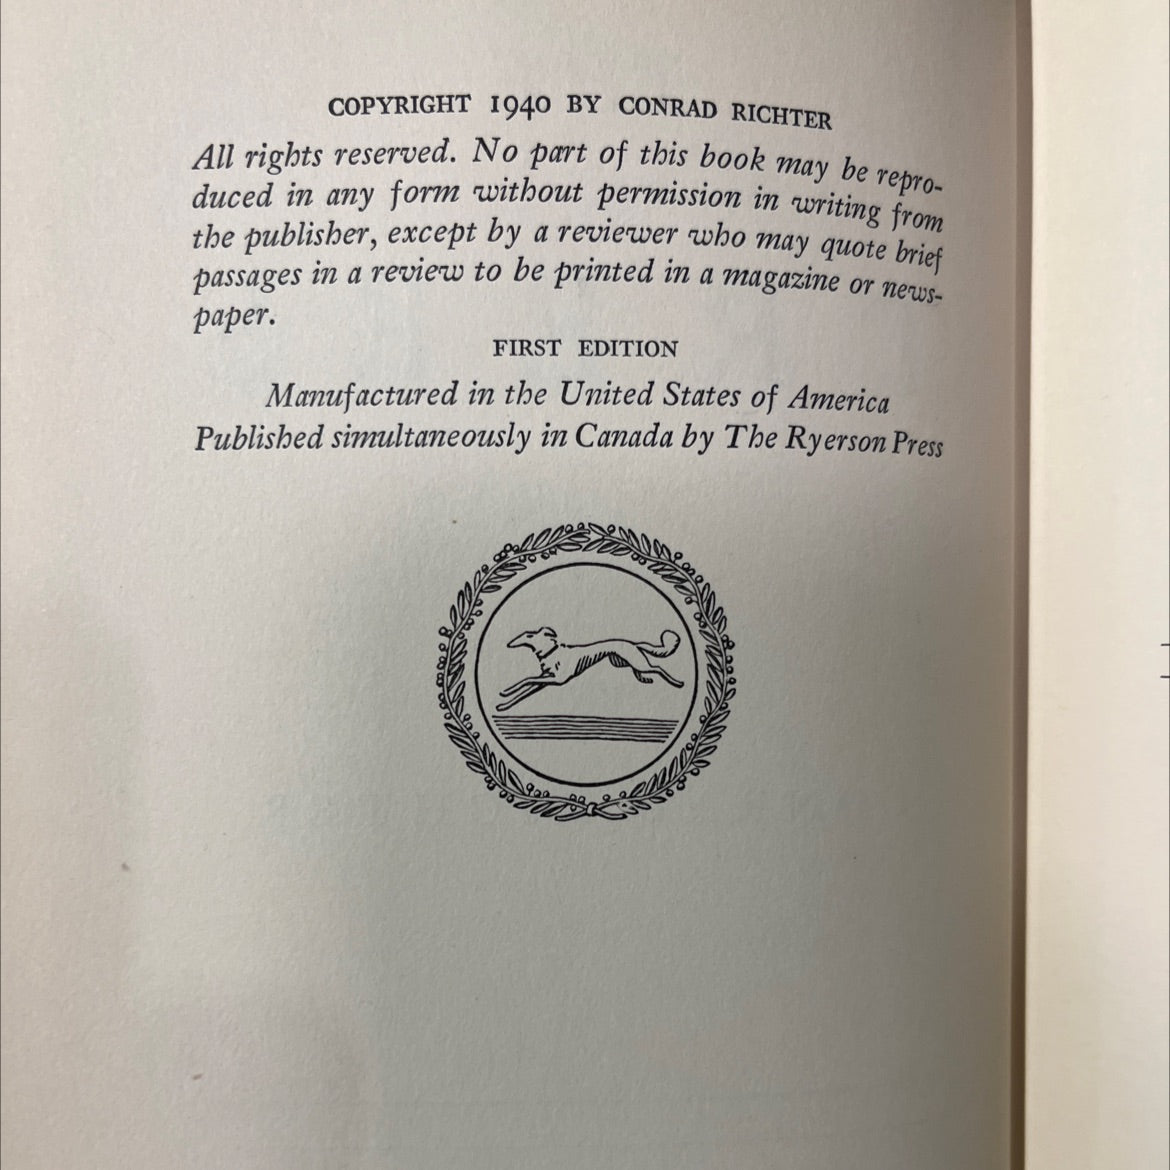 COPYRIGHT 1940 BY CONRAD RICHTER
All rights reserved. No part of this book may be repro-
duced in any form without permission in writing from
the publisher, except by a reviewer who may quote brief
passages in a review to be printed in a magazine or news-
paper.
FIRST EDITION
Manufactured in the United States of America
Published simultaneously in Canada by The Ryerson Press